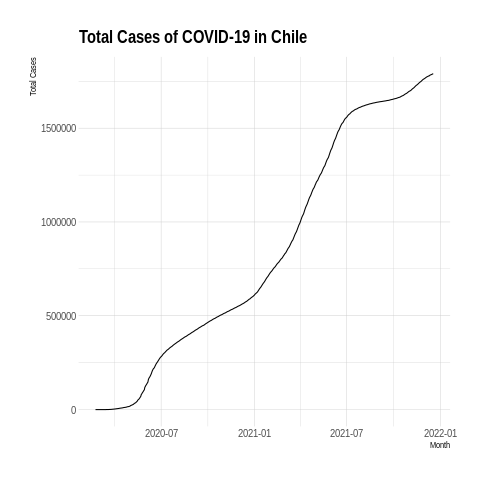 Total Cases of COVID-19 in Chile
Total Cases
1500000
1000000
500000
0
2020-07 2021-01 2021-07 2022-01
Month